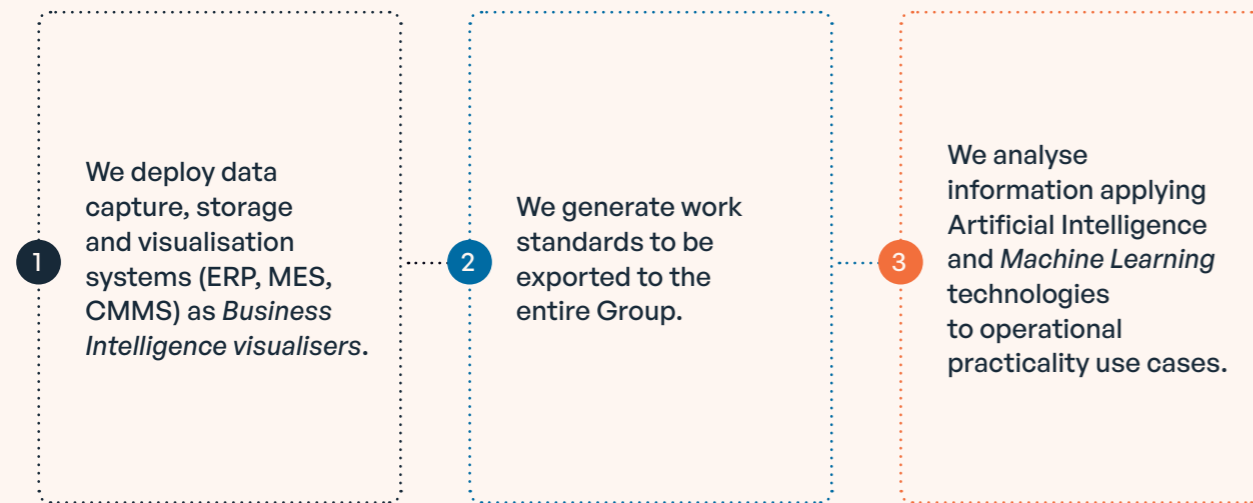 1
We deploy data
capture, storage
and visualisation
systems (ERP, MES,
CMMS) as Business
Intelligence visualisers.
2
We generate work
standards to be
exported to the
entire Group.
3
We analyse
information applying
Artificial Intelligence
and Machine Learning
technologies
to operational
practicality use cases.